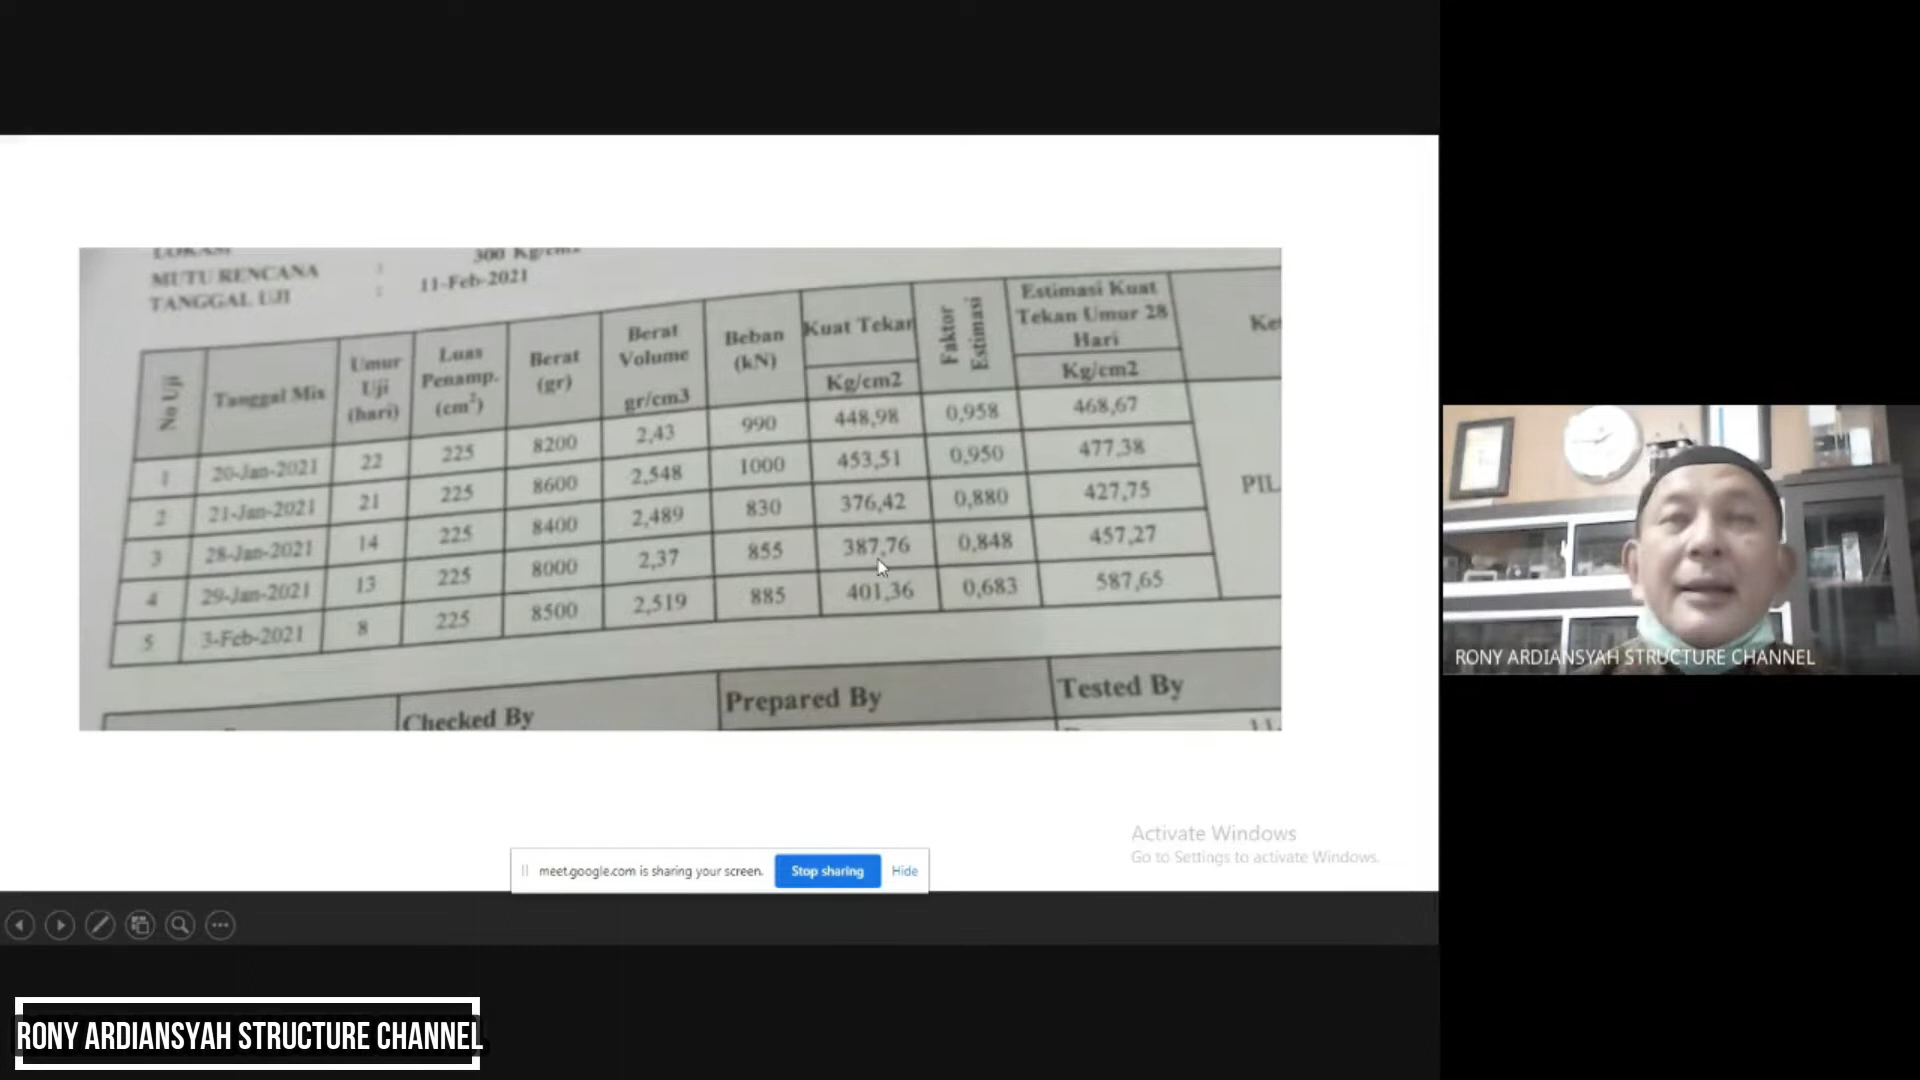 LOKASI
300 Kg/cm2
MUTU RENCANA :
TANGGAL UJI : 11-Feb-2021
No Uji
Tanggal Mix
Umur Uji (hari)
Luas Penamp. (cm²)
Berat (gr)
Berat Volume gr/cm3
Beban (kN)
Kuat Tekan
Kg/cm2
Faktor Estimasi
Estimasi Kuat Tekan Umur 28 Hari
Kg/cm2
1 20-Jan-2021 22 225 8200 2,43 990 448,98 0,958 468,67
2 21-Jan-2021 21 225 8600 2,548 1000 453,51 0,950 477,38
3 28-Jan-2021 14 225 8400 2,489 830 376,42 0,880 427,75
4 29-Jan-2021 13 225 8000 2,37 855 387,76 0,848 457,27
5 3-Feb-2021 8 225 8500 2,519 885 401,36 0,683 587,65
PIL
Checked By
Prepared By
Tested By
Activate Windows
Go to Settings to activate Windows.
meet.google.com is sharing your screen.
Stop sharing
Hide
RONY ARDIANSYAH STRUCTURE CHANNEL
RONY ARDIANSYAH STRUCTURE CHANNEL